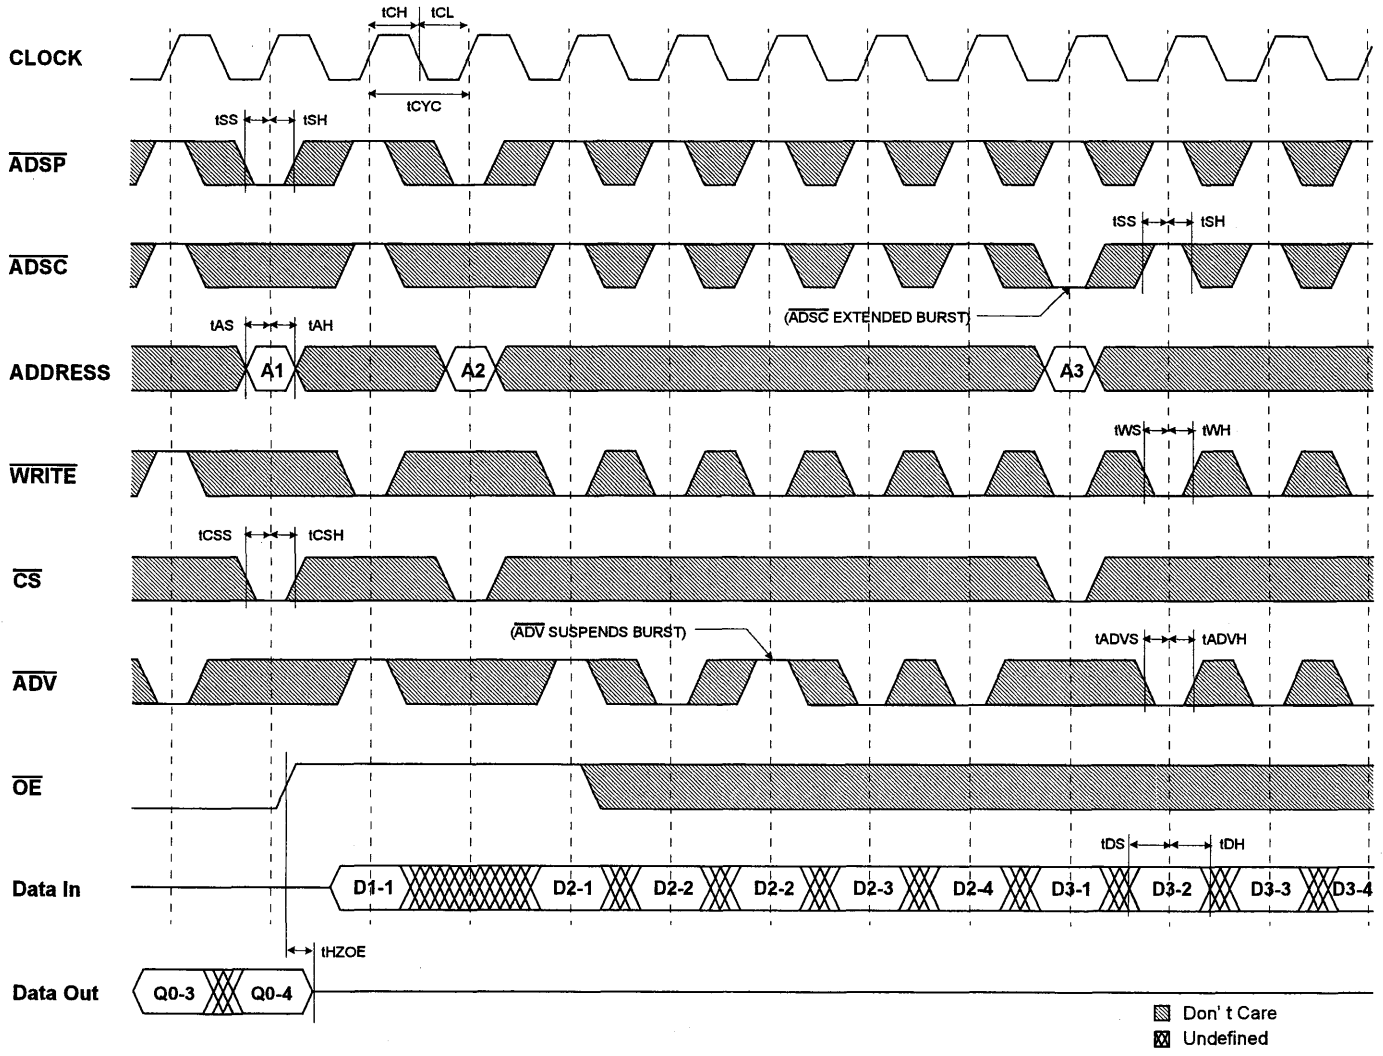 tCH tCL
CLOCK
tCYC
tSS tSH
ADSP
tSS tSH
ADSC
(ADSC EXTENDED BURST)
tAS tAH
ADDRESS A1 A2 A3
tWS tWH
WRITE
tCSS tCSH
CS
(ADV SUSPENDS BURST)
tADVS tADVH
ADV
OE
tDS tDH
Data In D1-1 D2-1 D2-2 D2-2 D2-3 D2-4 D3-1 D3-2 D3-3 D3-4
tHZOE
Data Out Q0-3 Q0-4
Don' t Care
Undefined